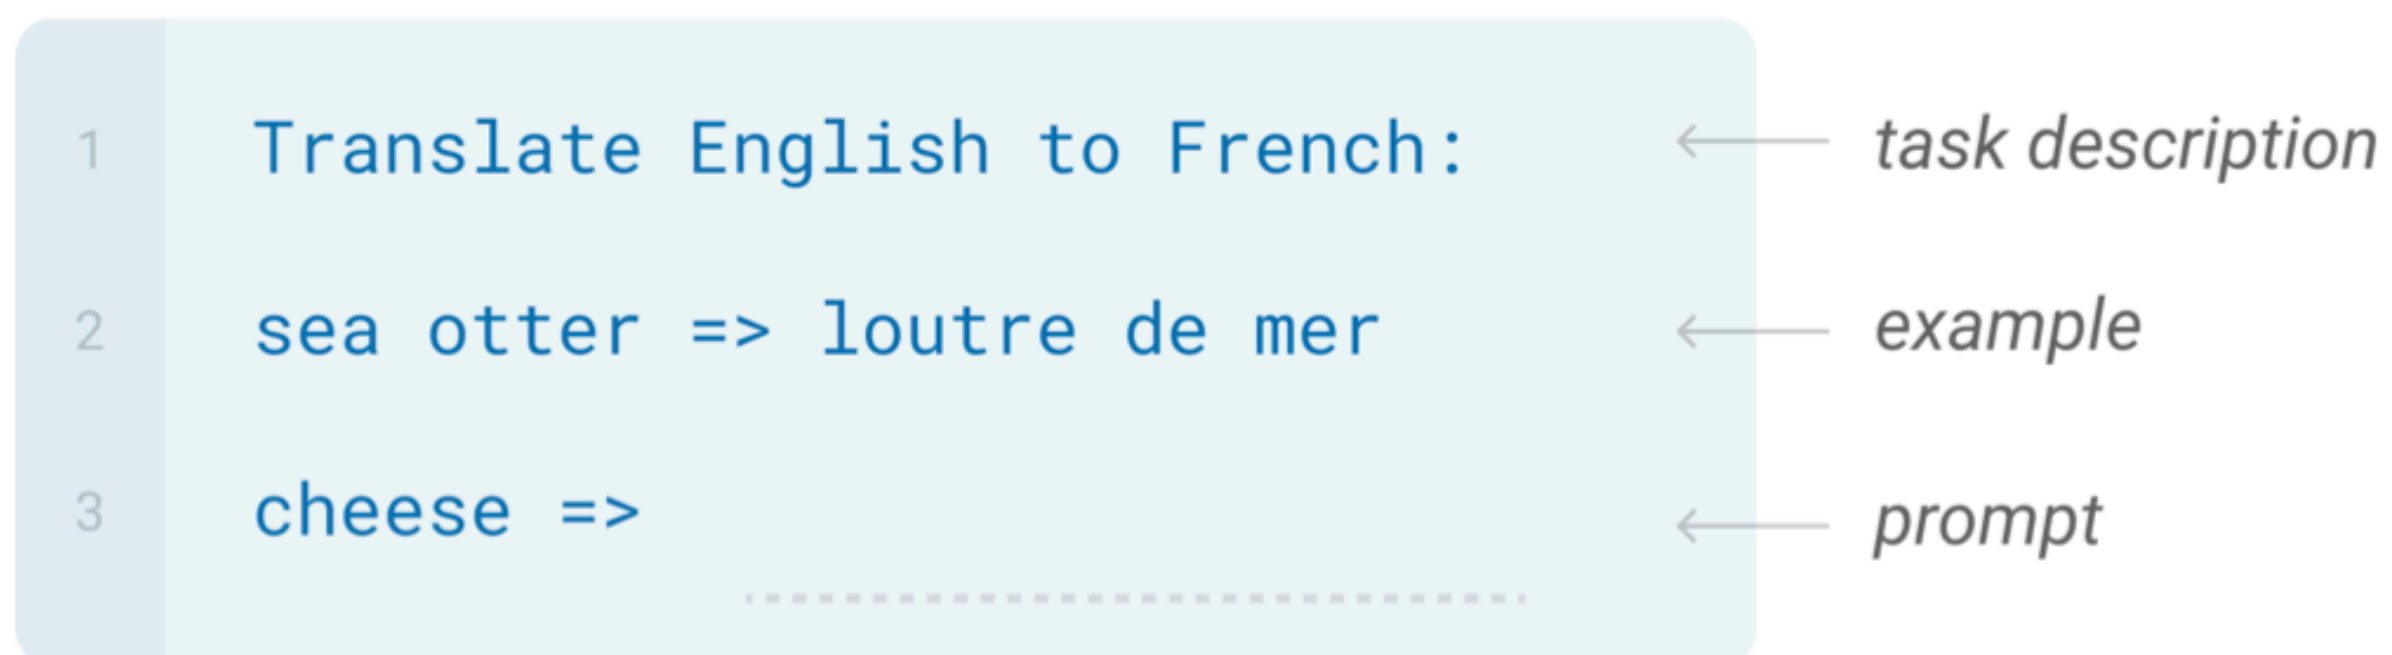 1 Translate English to French: task description
2 sea otter => loutre de mer example
3 cheese => prompt